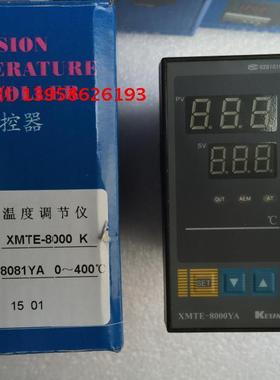 SION
ERATURE
13958626193
控器
温度调节仪
XMTE-8000 K
8081YA 0~400℃
15 01
PV
8.8.8.
SV
8.8.8.
OUT ALM AT
℃
SET
XMTE-8000YA